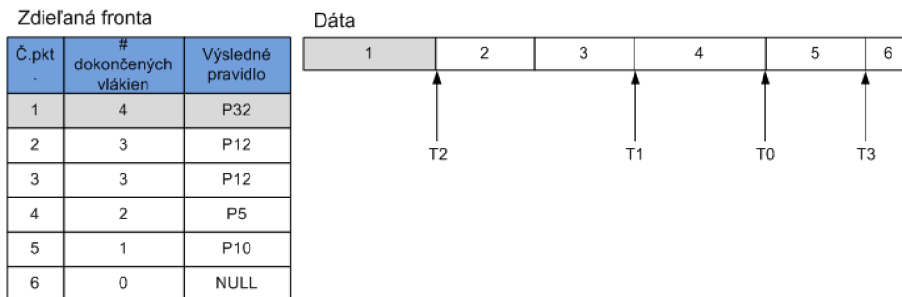 Zdieľaná fronta
Č.pkt
.
#
dokončených
vlákien
Výsledné
pravidlo
1 4 P32
2 3 P12
3 3 P12
4 2 P5
5 1 P10
6 0 NULL
Dáta
1 2 3 4 5 6
T2 T1 T0 T3